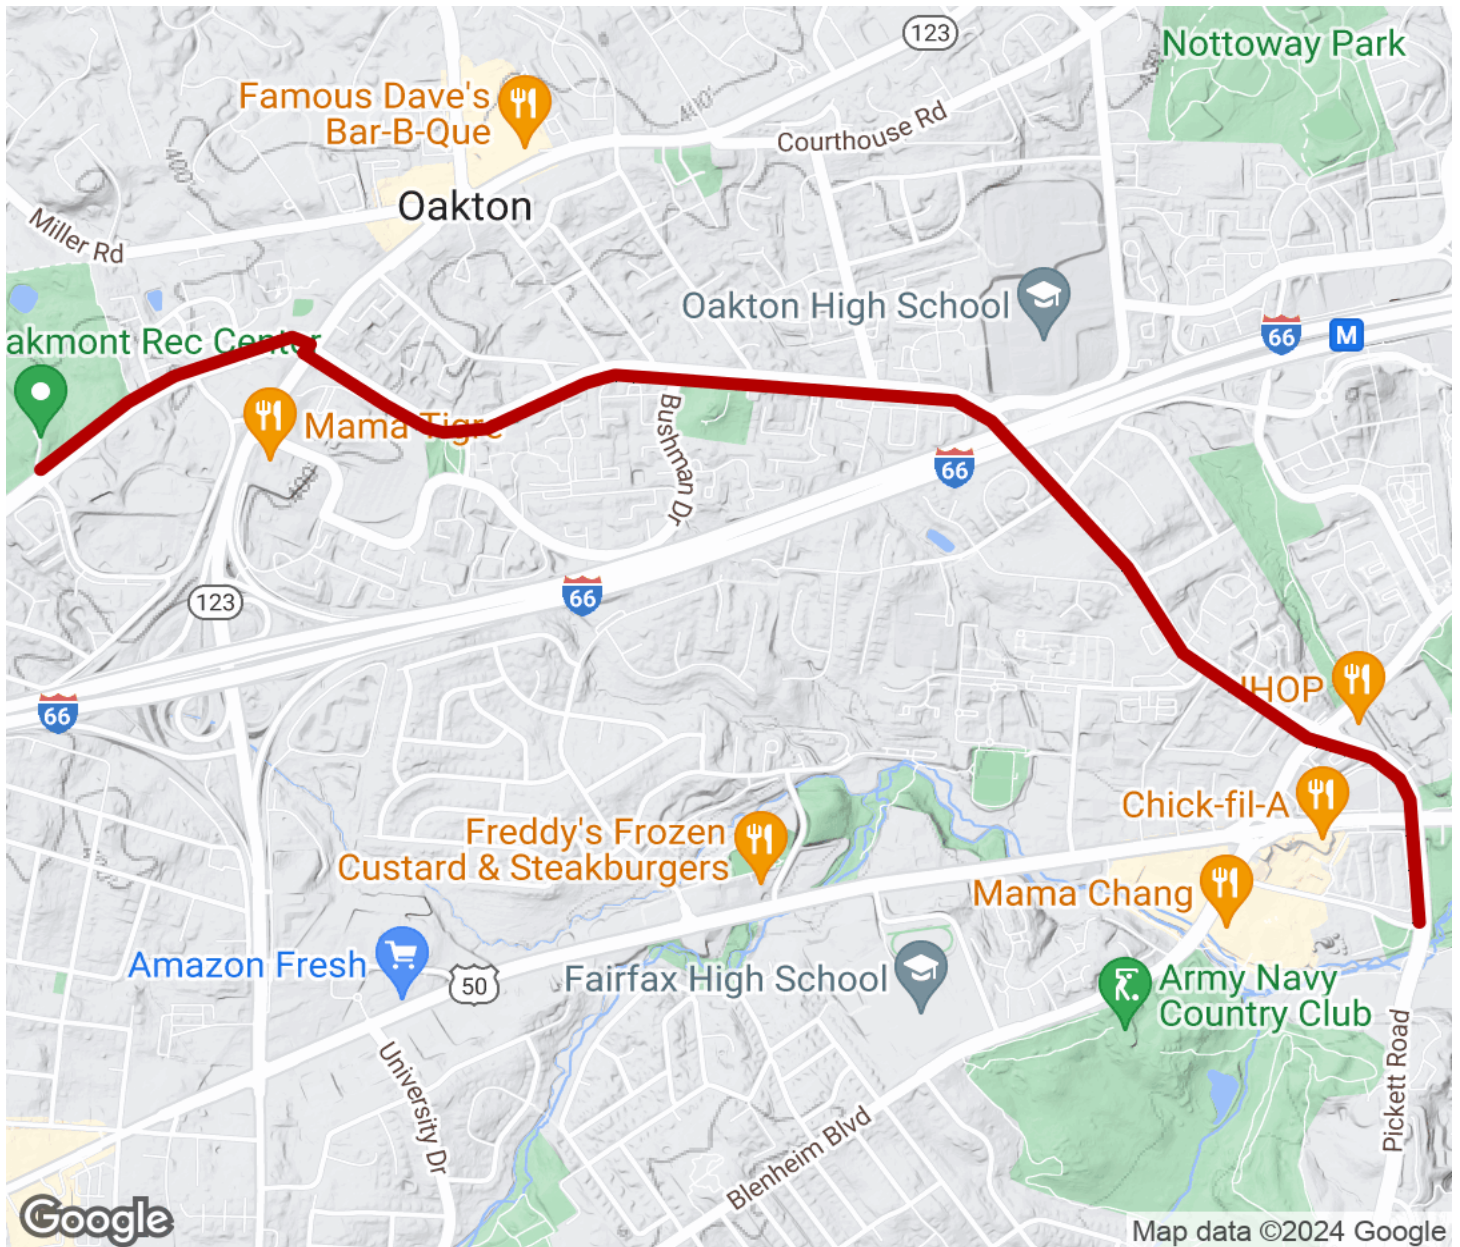 123
Nottoway Park
Famous Dave's
Bar-B-Que
400'
Courthouse Rd
400'
Oakton
Miller Rd
Oakton High School
66
M
akmont Rec Center
Mama Tigre
Bushman Dr
66
400'
66
123
IHOP
66
Chick-fil-A
Freddy's Frozen
Custard & Steakburgers
Mama Chang
Amazon Fresh
50
Fairfax High School
Army Navy
Country Club
University Dr
Pickett Road
Blenheim Blvd
Google
Map data ©2024 Google